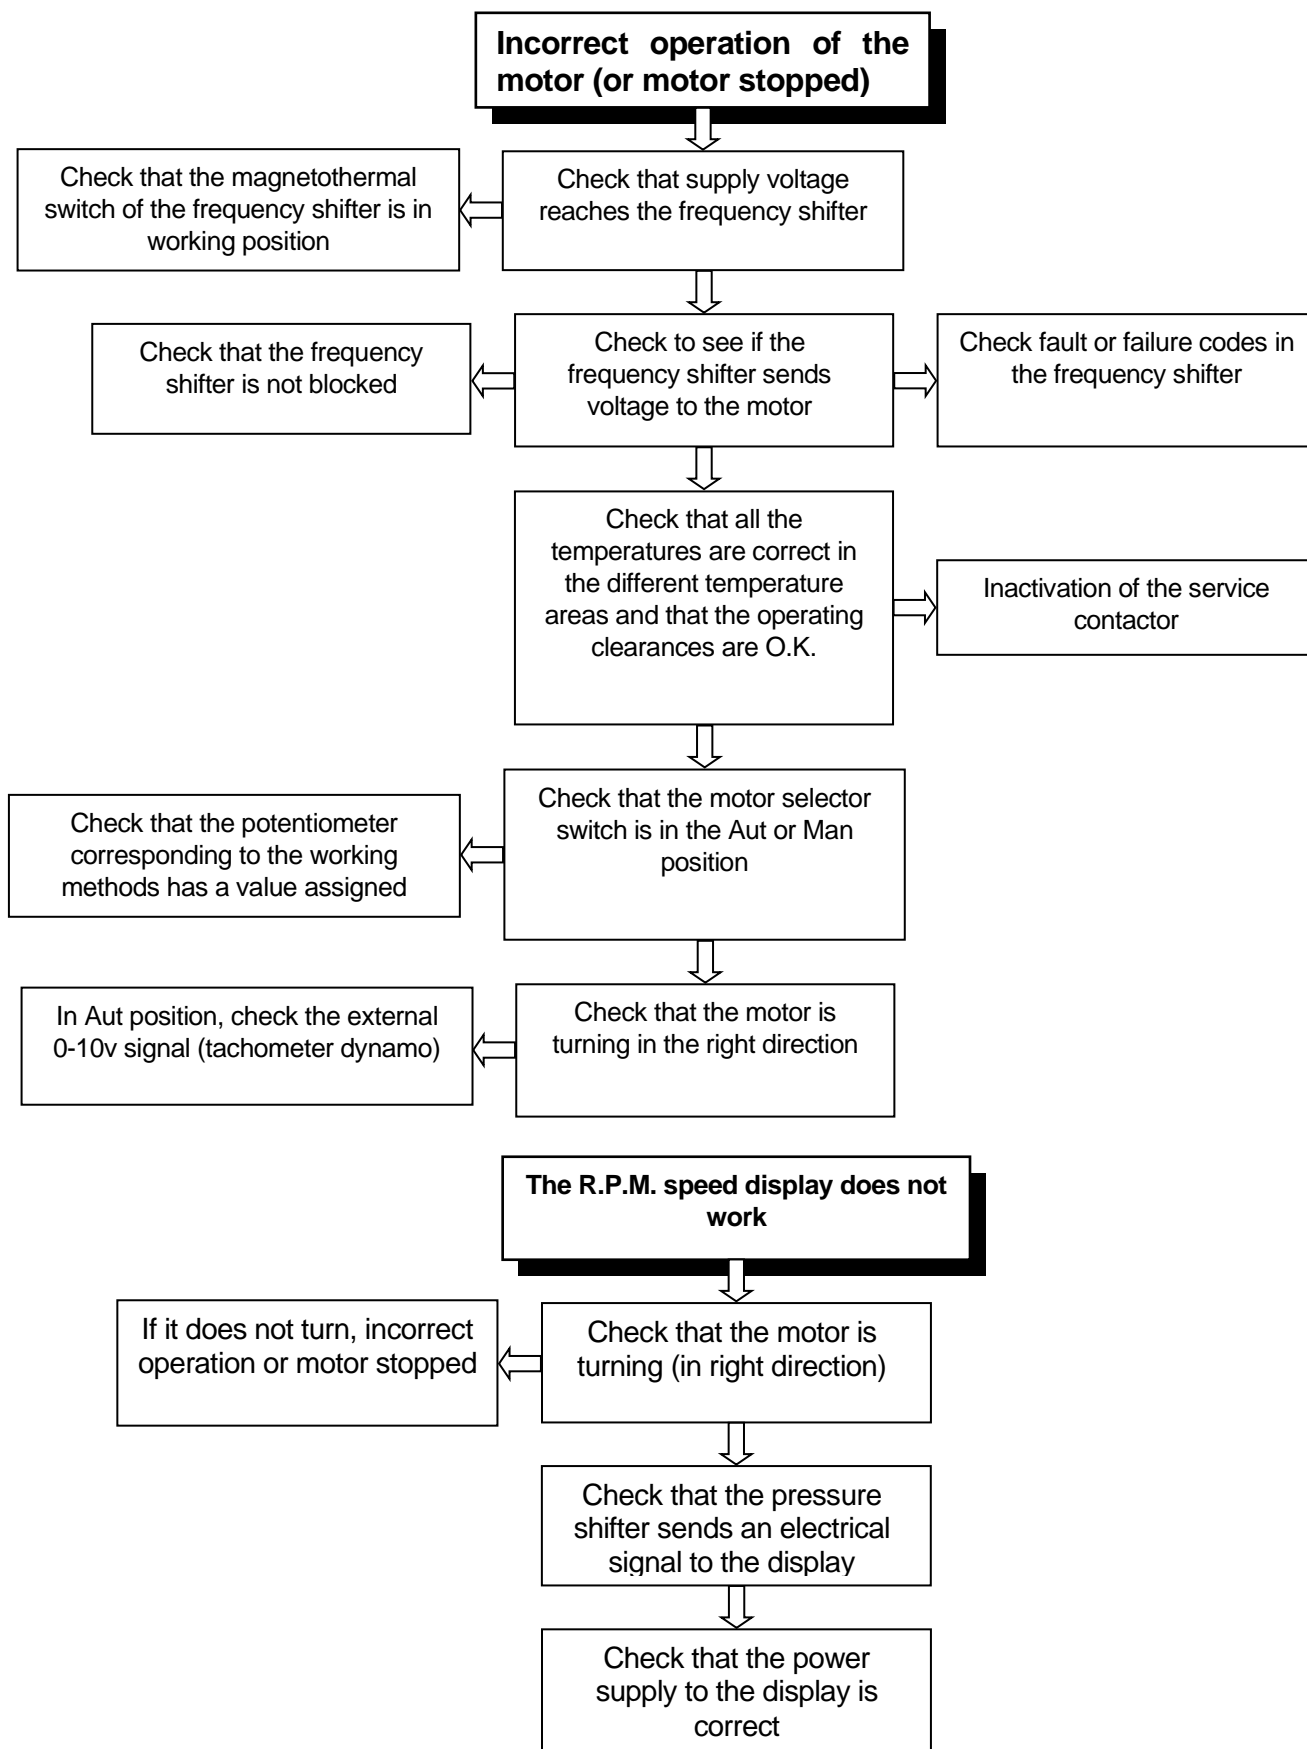 Incorrect operation of the
motor (or motor stopped)
Check that the magnetothermal
switch of the frequency shifter is in
working position
Check that supply voltage
reaches the frequency shifter
Check that the frequency
shifter is not blocked
Check to see if the
frequency shifter sends
voltage to the motor
Check fault or failure codes in
the frequency shifter
Check that all the
temperatures are correct in
the different temperature
areas and that the operating
clearances are O.K.
Inactivation of the service
contactor
Check that the motor selector
switch is in the Aut or Man
position
Check that the potentiometer
corresponding to the working
methods has a value assigned
In Aut position, check the external
0-10v signal (tachometer dynamo)
Check that the motor is
turning in the right direction
The R.P.M. speed display does not
work
If it does not turn, incorrect
operation or motor stopped
Check that the motor is
turning (in right direction)
Check that the pressure
shifter sends an electrical
signal to the display
Check that the power
supply to the display is
correct